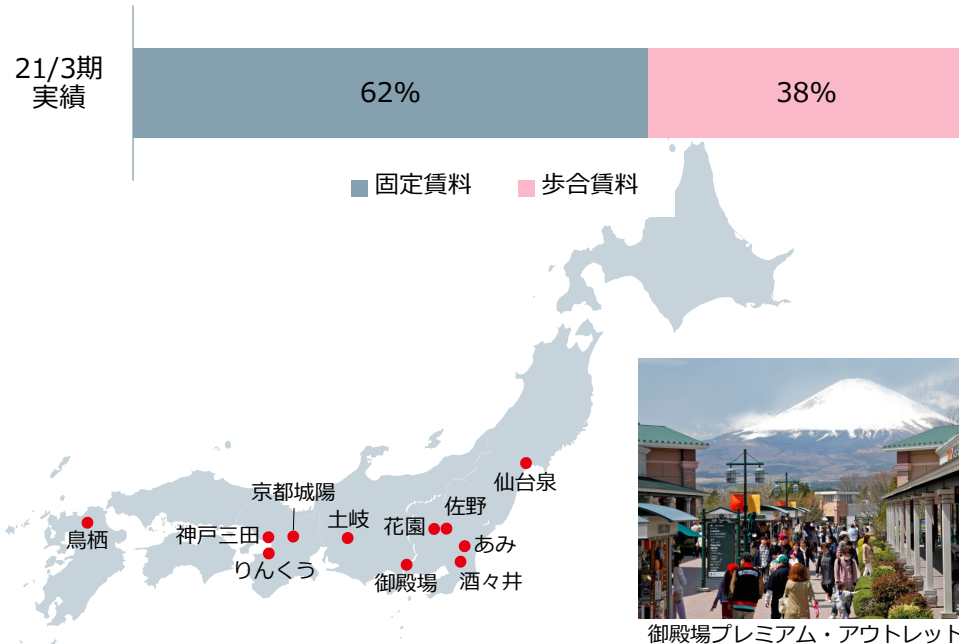 21/3期
実績
62%
38%
固定賃料
歩合賃料
仙台泉
京都城陽
佐野
土岐
花園
神戸三田
鳥栖
あみ
りんくう
御殿場
酒々井
御殿場プレミアム・アウトレット